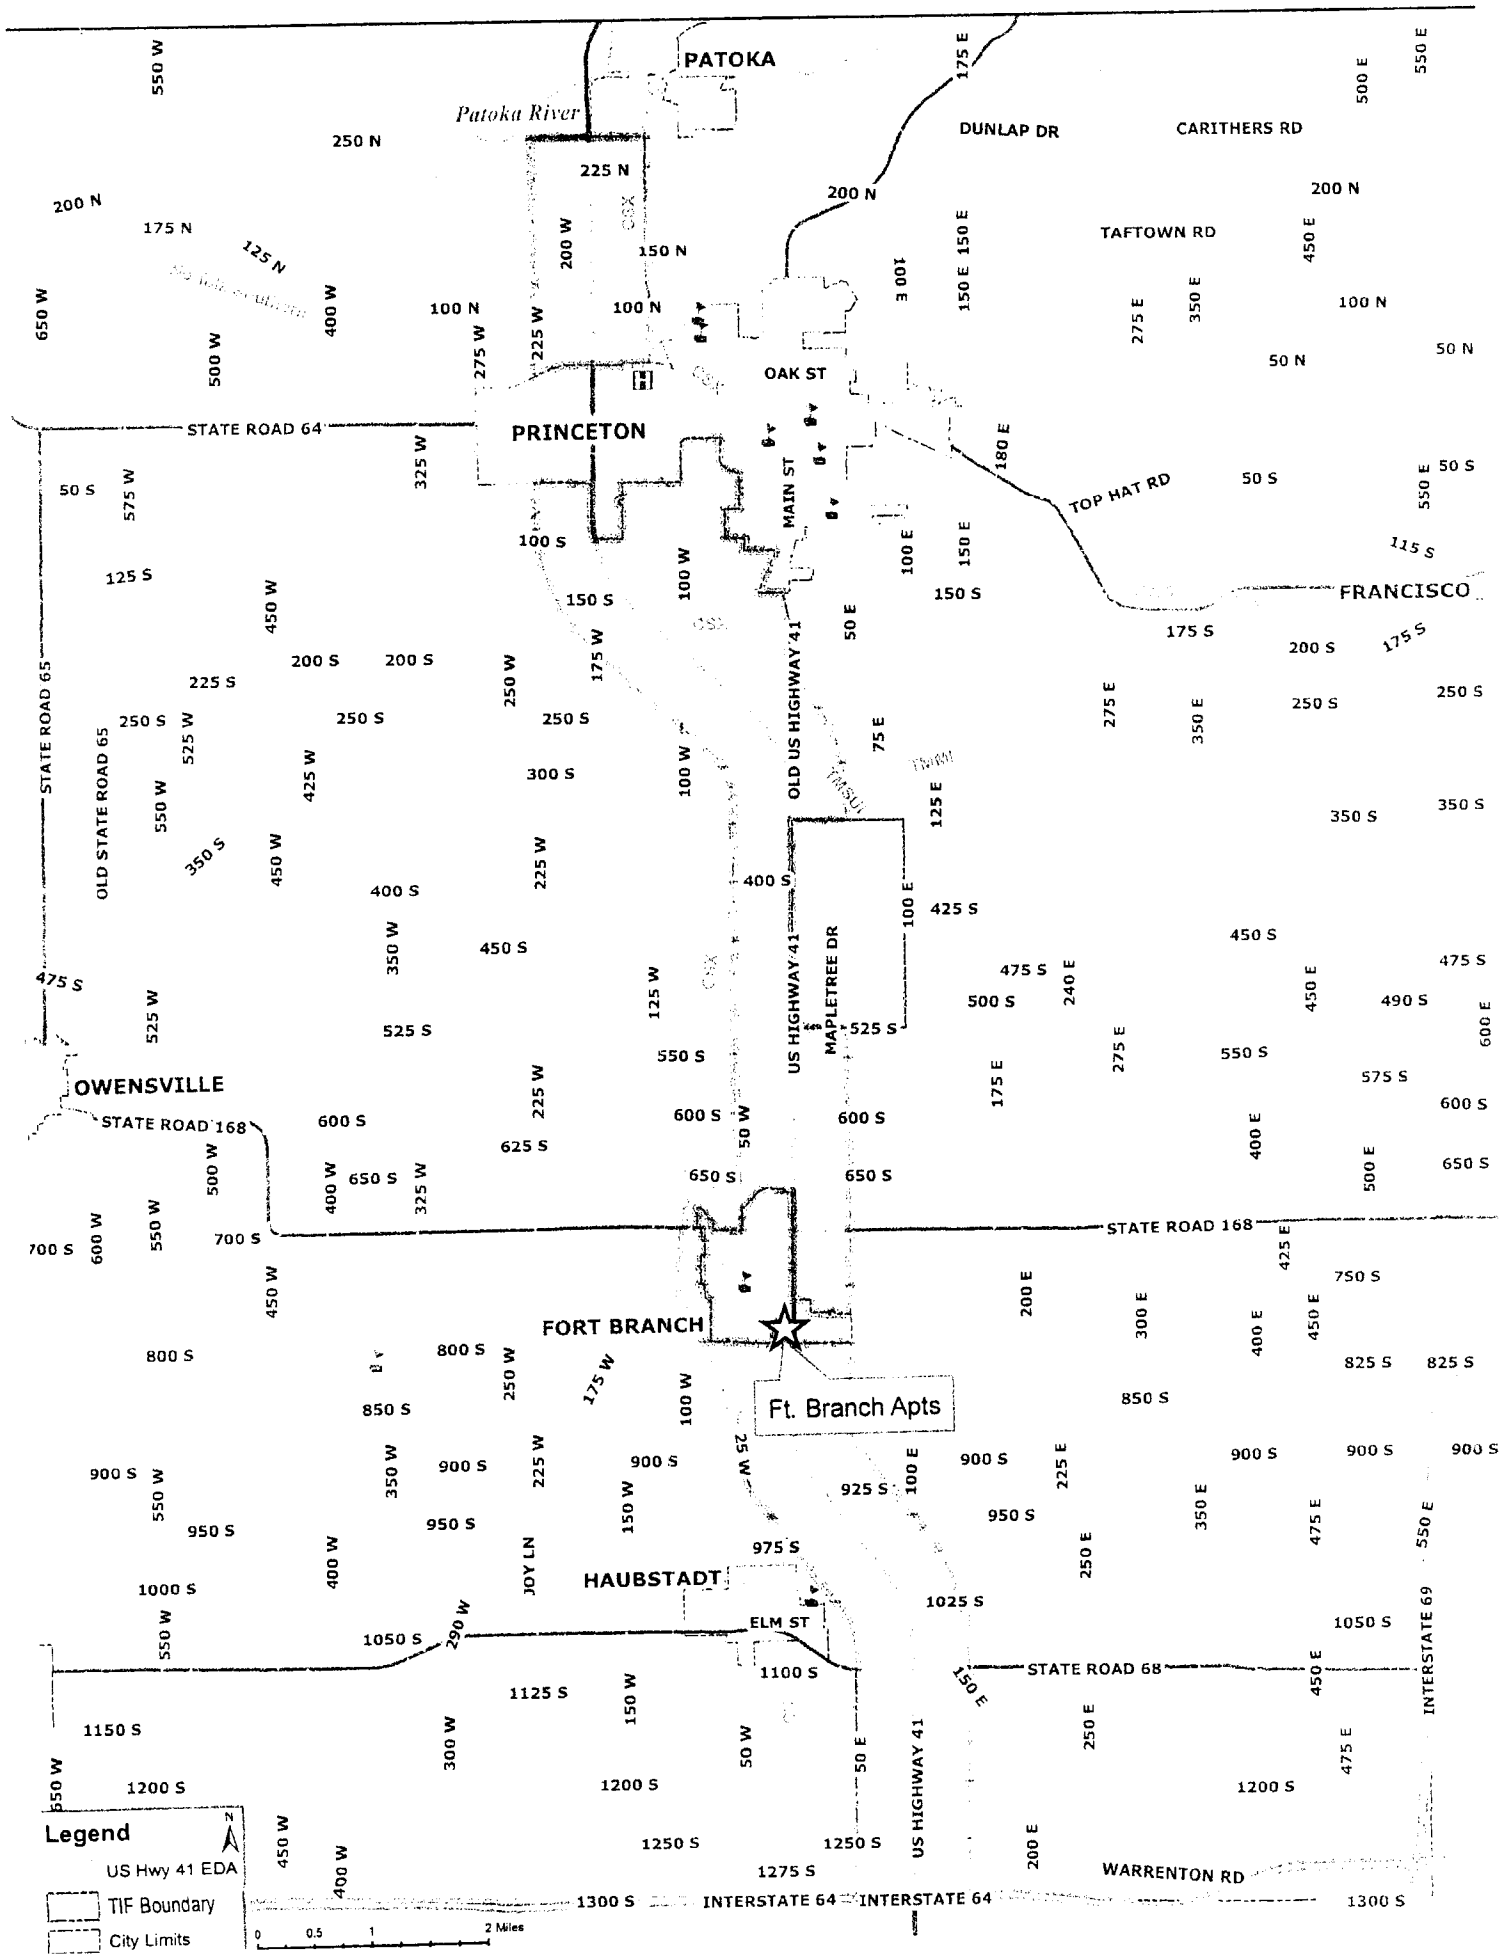 550 W
PATOKA
175 E
500 E
550 E
Patoka River
250 N
DUNLAP DR
CARITHERS RD
225 N
200 N
175 N
125 N
200 W
CSX
150 N
200 N
150 E
TAFTOWN RD
200 N
450 E
650 W
400 W
500 W
100 N
275 W
225 W
100 N
100 E
150 E
275 E
350 E
100 N
50 N
50 N
H
CSX
OAK ST
STATE ROAD 64
PRINCETON
325 W
MAIN ST
180 E
TOP HAT RD
50 S
50 S
550 E
50 S
575 W
125 S
100 S
100 W
100 E
150 E
115 S
450 W
150 S
150 S
FRANCISCO
CSX
50 E
175 S
200 S
175 S
STATE ROAD 65
200 S
200 S
250 W
175 W
OLD US HIGHWAY 41
225 S
250 S
525 W
250 S
250 S
75 E
275 E
350 E
250 S
250 S
OLD STATE ROAD 65
550 W
425 W
300 S
100 W
125 E
350 S
350 S
350 S
450 W
400 S
225 W
400 S
100 E
425 S
350 W
450 S
US HIGHWAY 41
MAPLETREE DR
450 S
475 S
475 S
525 W
525 S
125 W
CSX
475 S
500 S
240 E
450 E
490 S
600 E
525 S
550 S
275 E
550 S
575 S
OWENSVILLE
225 W
175 E
STATE ROAD 168
600 S
600 S
50 W
600 S
600 S
500 W
625 S
400 E
400 W
650 S
325 W
650 S
650 S
500 E
650 S
700 S
600 W
550 W
700 S
STATE ROAD 168
425 E
450 W
200 E
750 S
FORT BRANCH
300 E
400 E
450 E
800 S
800 S
250 W
175 W
100 W
825 S
825 S
Ft. Branch Apts
850 S
850 S
900 S
550 W
350 W
900 S
225 W
900 S
25 W
100 E
900 S
225 E
900 S
900 S
900 S
925 S
950 S
950 S
150 W
950 S
350 E
475 E
550 E
400 W
JOY LN
975 S
250 E
1000 S
HAUBSTADT
1025 S
550 W
1050 S
290 W
ELM ST
1050 S
INTERSTATE 69
1100 S
150 E
STATE ROAD 68
450 E
1125 S
150 W
1150 S
300 W
50 W
50 E
US HIGHWAY 41
250 E
475 E
1200 S
1200 S
1200 S
Legend
N
US Hwy 41 EDA
TIF Boundary
City Limits
450 W
400 W
1250 S
1250 S
1275 S
200 E
WARRENTON RD
1300 S
INTERSTATE 64
INTERSTATE 64
1300 S
0
0.5
1
2 Miles